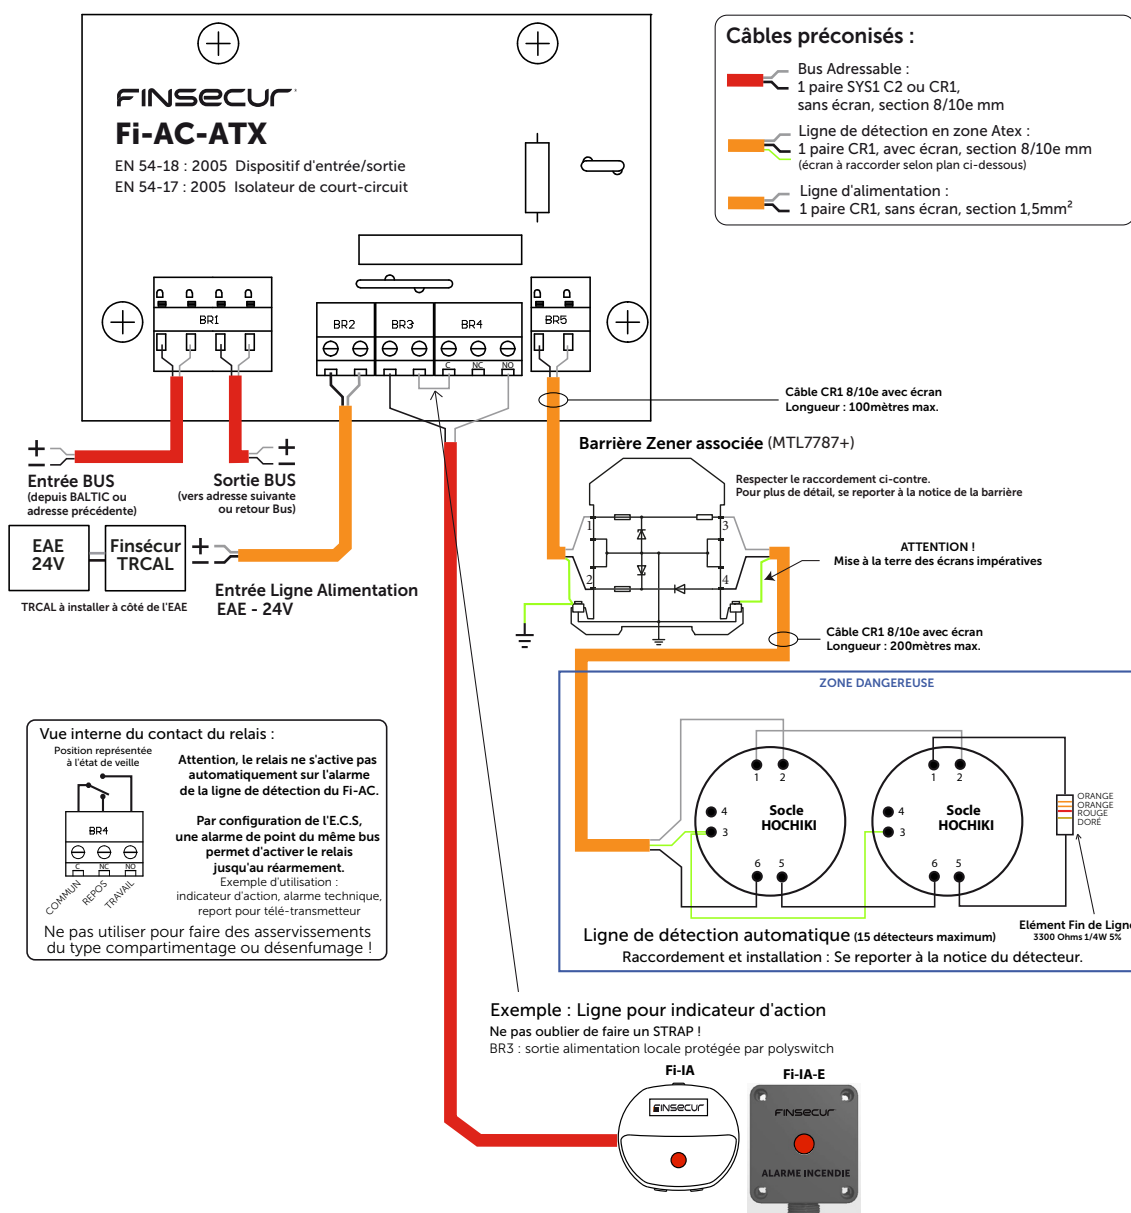 FINSECUR
Fi-AC-ATX
EN 54-18 : 2005 Dispositif d'entrée/sortie
EN 54-17 : 2005 Isolateur de court-circuit
Câbles préconisés :
Bus Adressable :
1 paire SYS1 C2 ou CR1,
sans écran, section 8/10e mm
Ligne de détection en zone Atex :
1 paire CR1, avec écran, section 8/10e mm
(écran à raccorder selon plan ci-dessous)
Ligne d'alimentation :
1 paire CR1, sans écran, section 1,5mm²
BR1
BR2
BR3
BR4
BR5
C
NC
NO
Câble CR1 8/10e avec écran
Longueur : 100mètres max.
Barrière Zener associée (MTL7787+)
Respecter le raccordement ci-contre.
Pour plus de détail, se reporter à la notice de la barrière
1
3
2
4
ATTENTION !
Mise à la terre des écrans impératives
Câble CR1 8/10e avec écran
Longueur : 200mètres max.
+
−
Entrée BUS
(depuis BALTIC ou
adresse précédente)
+
−
Sortie BUS
(vers adresse suivante
ou retour Bus)
EAE
24V
Finsécur
TRCAL
+
−
TRCAL à installer à côté de l'EAE
Entrée Ligne Alimentation
EAE - 24V
ZONE DANGEREUSE
1
2
4
3
6
5
Socle
HOCHIKI
1
2
4
3
6
5
Socle
HOCHIKI
ORANGE
ORANGE
ROUGE
DORÉ
Elément Fin de Ligne
3300 Ohms 1/4W 5%
Ligne de détection automatique (15 détecteurs maximum)
Raccordement et installation : Se reporter à la notice du détecteur.
Vue interne du contact du relais :
Position représentée
à l'état de veille
BR4
C
NC
NO
COMMUN
REPOS
TRAVAIL
Attention, le relais ne s'active pas
automatiquement sur l'alarme
de la ligne de détection du Fi-AC.
Par configuration de l'E.C.S,
une alarme de point du même bus
permet d'activer le relais
jusqu'au réarmement.
Exemple d'utilisation :
indicateur d'action, alarme technique,
report pour télé-transmetteur
Ne pas utiliser pour faire des asservissements
du type compartimentage ou désenfumage !
Exemple : Ligne pour indicateur d'action
Ne pas oublier de faire un STRAP !
BR3 : sortie alimentation locale protégée par polyswitch
Fi-IA
FINSECUR
Fi-IA-E
FINSECUR
ALARME INCENDIE